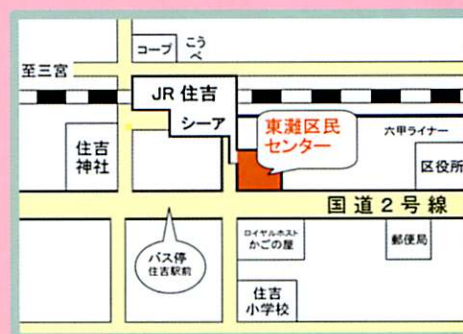 コープ こうべ
至三宮
JR 住吉
シーア
東灘区民
センター
六甲ライナー
住吉
神社
区役所
国道2号線
ロイヤルホスト
かごの屋
郵便局
バス停
住吉駅前
住吉
小学校